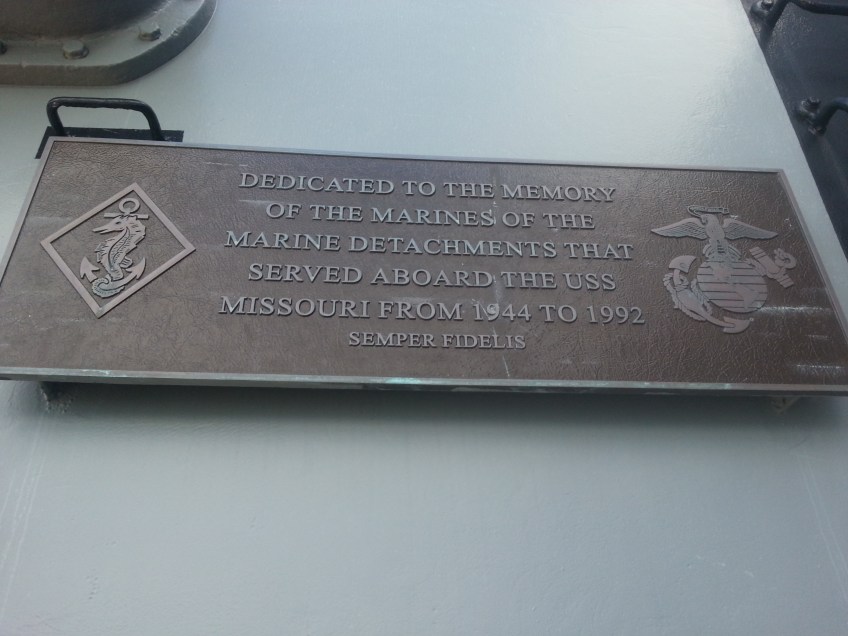 DEDICATED TO THE MEMORY
OF THE MARINES OF THE
MARINE DETACHMENTS THAT
SERVED ABOARD THE USS
MISSOURI FROM 1944 TO 1992
SEMPER FIDELIS